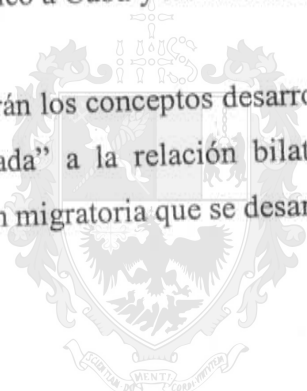 a Cuba y
rán los conceptos desarro
ada” a la relación bilat
n migratoria que se desar